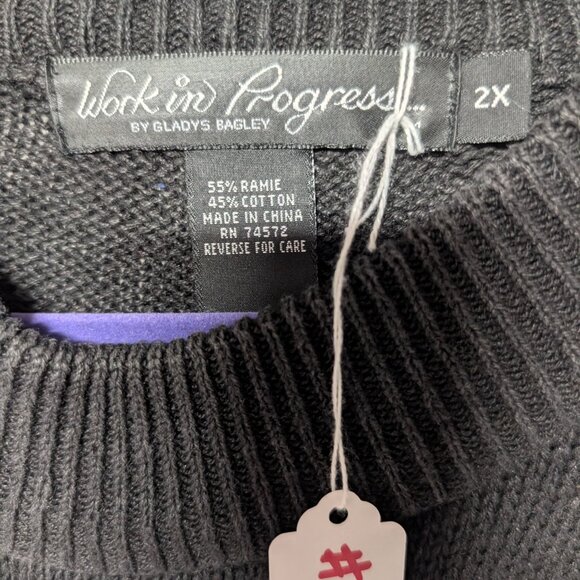 Work in Progress... 2X
BY GLADYS BAGLEY
55% RAMIE
45% COTTON
MADE IN CHINA
RN 74572
REVERSE FOR CARE
#